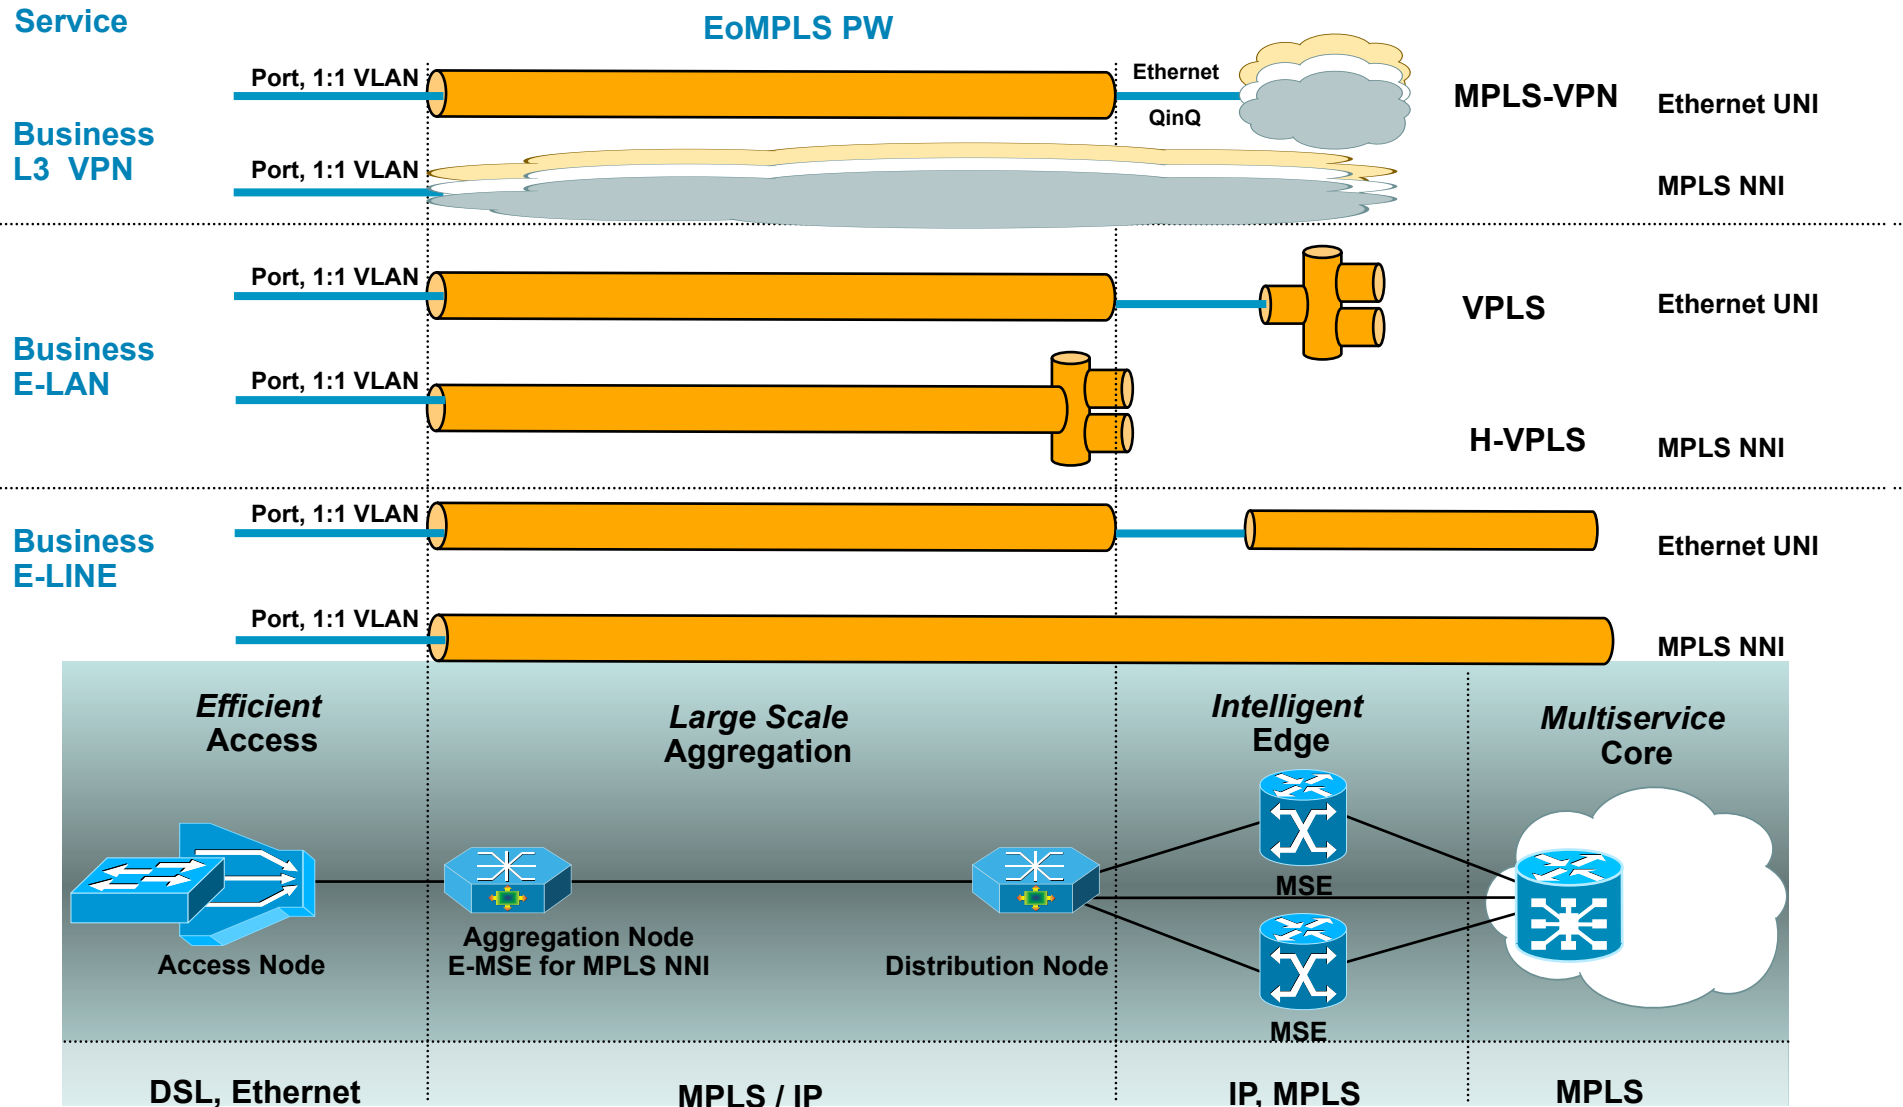 Service
EoMPLS PW
Port, 1:1 VLAN
Ethernet
QinQ
MPLS-VPN
Ethernet UNI
Business
L3 VPN
Port, 1:1 VLAN
MPLS NNI
Port, 1:1 VLAN
VPLS
Ethernet UNI
Business
E-LAN
Port, 1:1 VLAN
H-VPLS
MPLS NNI
Port, 1:1 VLAN
Business
E-LINE
Ethernet UNI
Port, 1:1 VLAN
MPLS NNI
Efficient
Access
Large Scale
Aggregation
Intelligent
Edge
Multiservice
Core
MSE
Access Node
Aggregation Node
E-MSE for MPLS NNI
Distribution Node
MSE
DSL, Ethernet
MPLS / IP
IP, MPLS
MPLS